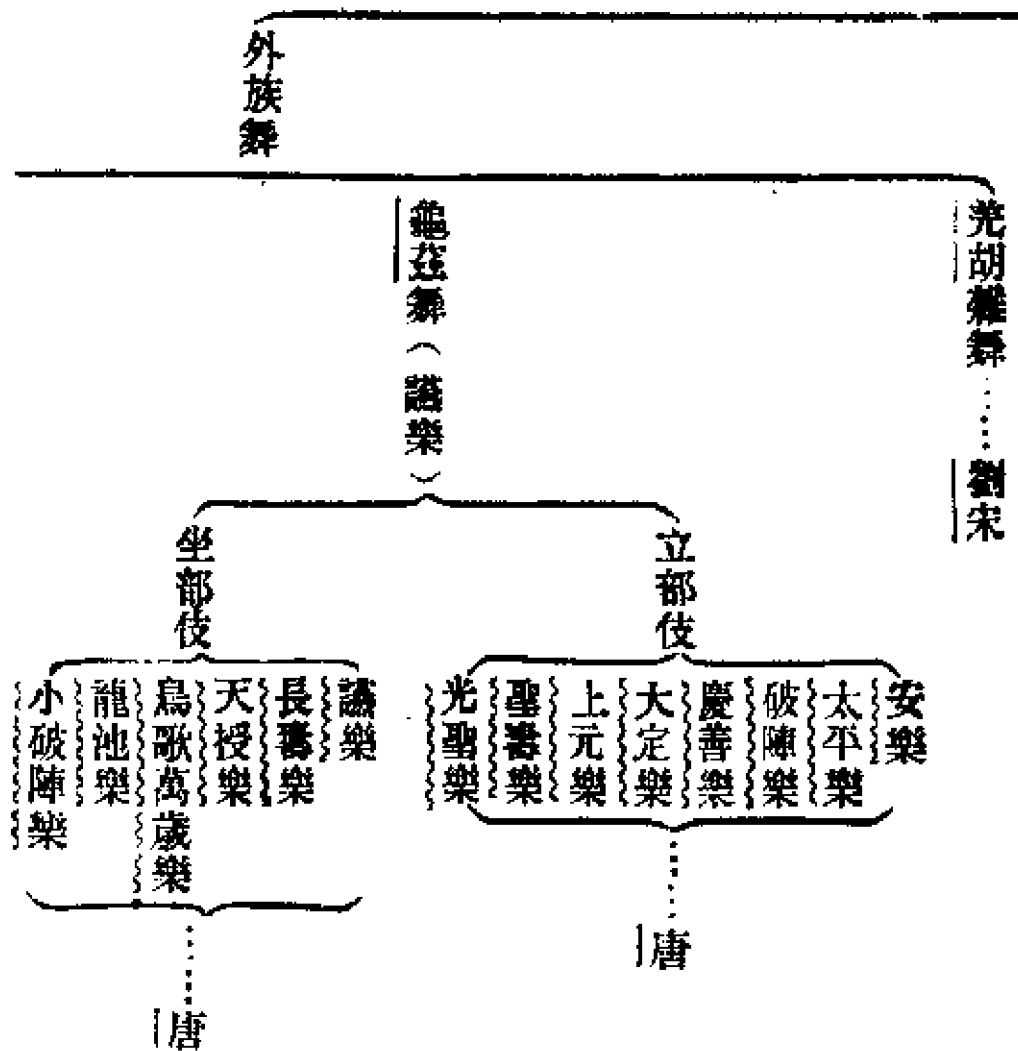 外族舞
羌胡雜舞……劉宋
龜茲舞（讌樂）
立部伎
安樂
太平樂
破陣樂
慶善樂
大定樂
上元樂
聖壽樂
光聖樂
……唐
坐部伎
讌樂
長壽樂
天授樂
鳥歌萬歲樂
龍池樂
小破陣樂
……唐